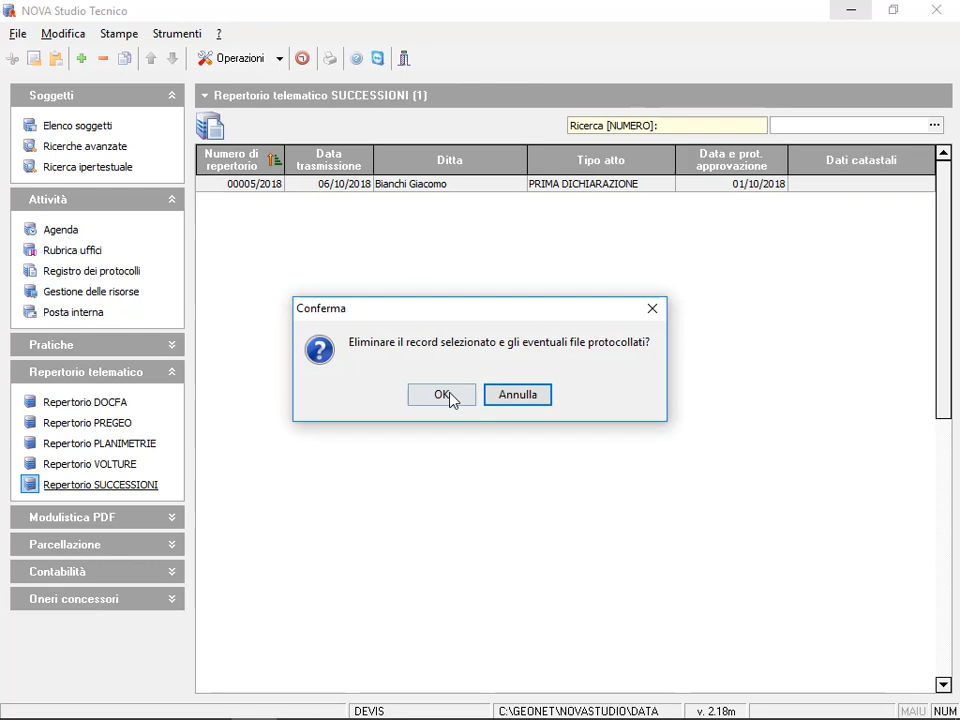 NOVA Studio Tecnico
File Modifica Stampe Strumenti ?
Operazioni
Soggetti
Elenco soggetti
Ricerche avanzate
Ricerca ipertestuale
Attività
Agenda
Rubrica uffici
Registro dei protocolli
Gestione delle risorse
Posta interna
Pratiche
Repertorio telematico
Repertorio DOCFA
Repertorio PREGEO
Repertorio PLANIMETRIE
Repertorio VOLTURE
Repertorio SUCCESSIONI
Modulistica PDF
Parcellazione
Contabilità
Oneri concessori
Repertorio telematico SUCCESSIONI (1)
Ricerca [NUMERO]:
Numero di repertorio Data trasmissione Ditta Tipo atto Data e prot. approvazione Dati catastali
00005/2018 06/10/2018 Bianchi Giacomo PRIMA DICHIARAZIONE 01/10/2018
Conferma
Eliminare il record selezionato e gli eventuali file protocollati?
OK Annulla
DEVIS C:\GEONET\NOVASTUDIO\DATA v. 2.18m MAIU NUM